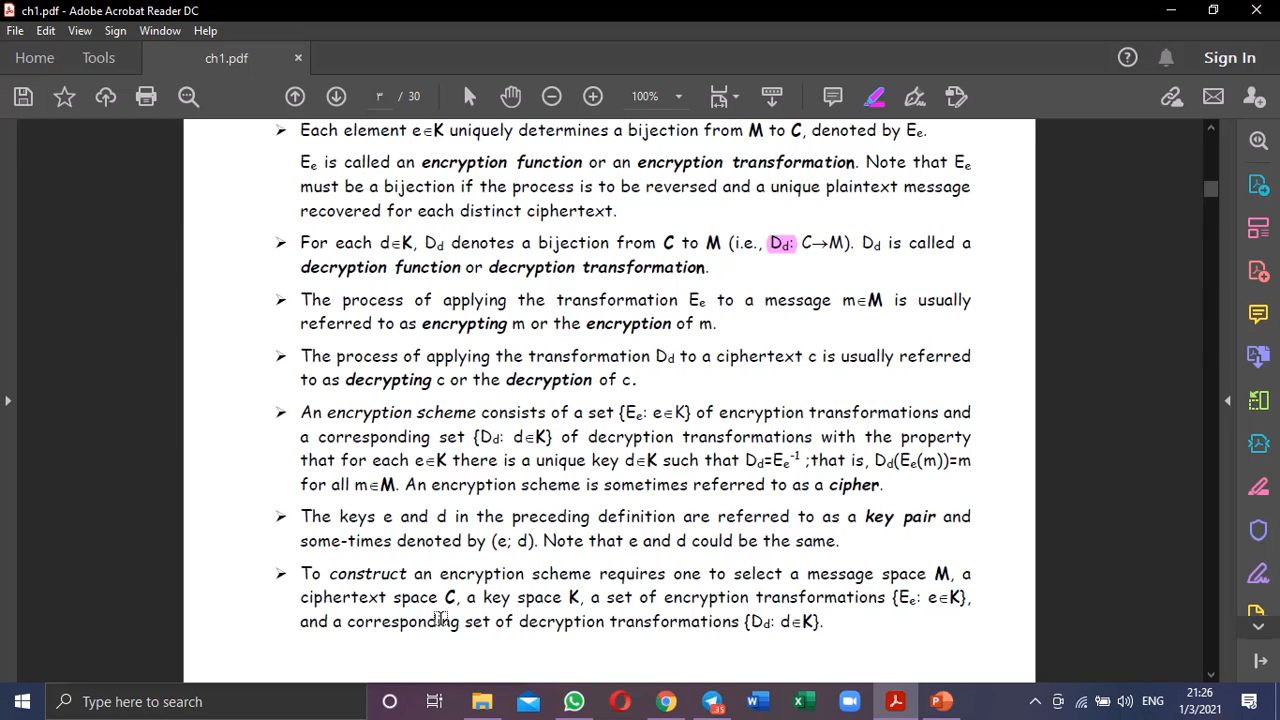 ch1.pdf - Adobe Acrobat Reader DC
File Edit View Sign Window Help
Home Tools ch1.pdf × Sign In
٣ / 30 100%
➢ Each element e∈K uniquely determines a bijection from M to C, denoted by Eₑ.
Eₑ is called an encryption function or an encryption transformation. Note that Eₑ
must be a bijection if the process is to be reversed and a unique plaintext message
recovered for each distinct ciphertext.
➢ For each d∈K, D_d denotes a bijection from C to M (i.e., D_d: C→M). D_d is called a
decryption function or decryption transformation.
➢ The process of applying the transformation Eₑ to a message m∈M is usually
referred to as encrypting m or the encryption of m.
➢ The process of applying the transformation D_d to a ciphertext c is usually referred
to as decrypting c or the decryption of c.
➢ An encryption scheme consists of a set {Eₑ: e∈K} of encryption transformations and
a corresponding set {D_d: d∈K} of decryption transformations with the property
that for each e∈K there is a unique key d∈K such that D_d=Eₑ⁻¹ ;that is, D_d(Eₑ(m))=m
for all m∈M. An encryption scheme is sometimes referred to as a cipher.
➢ The keys e and d in the preceding definition are referred to as a key pair and
some-times denoted by (e; d). Note that e and d could be the same.
➢ To construct an encryption scheme requires one to select a message space M, a
ciphertext space C, a key space K, a set of encryption transformations {Eₑ: e∈K},
and a corresponding set of decryption transformations {D_d: d∈K}.
Type here to search
35
ENG
21:26
1/3/2021